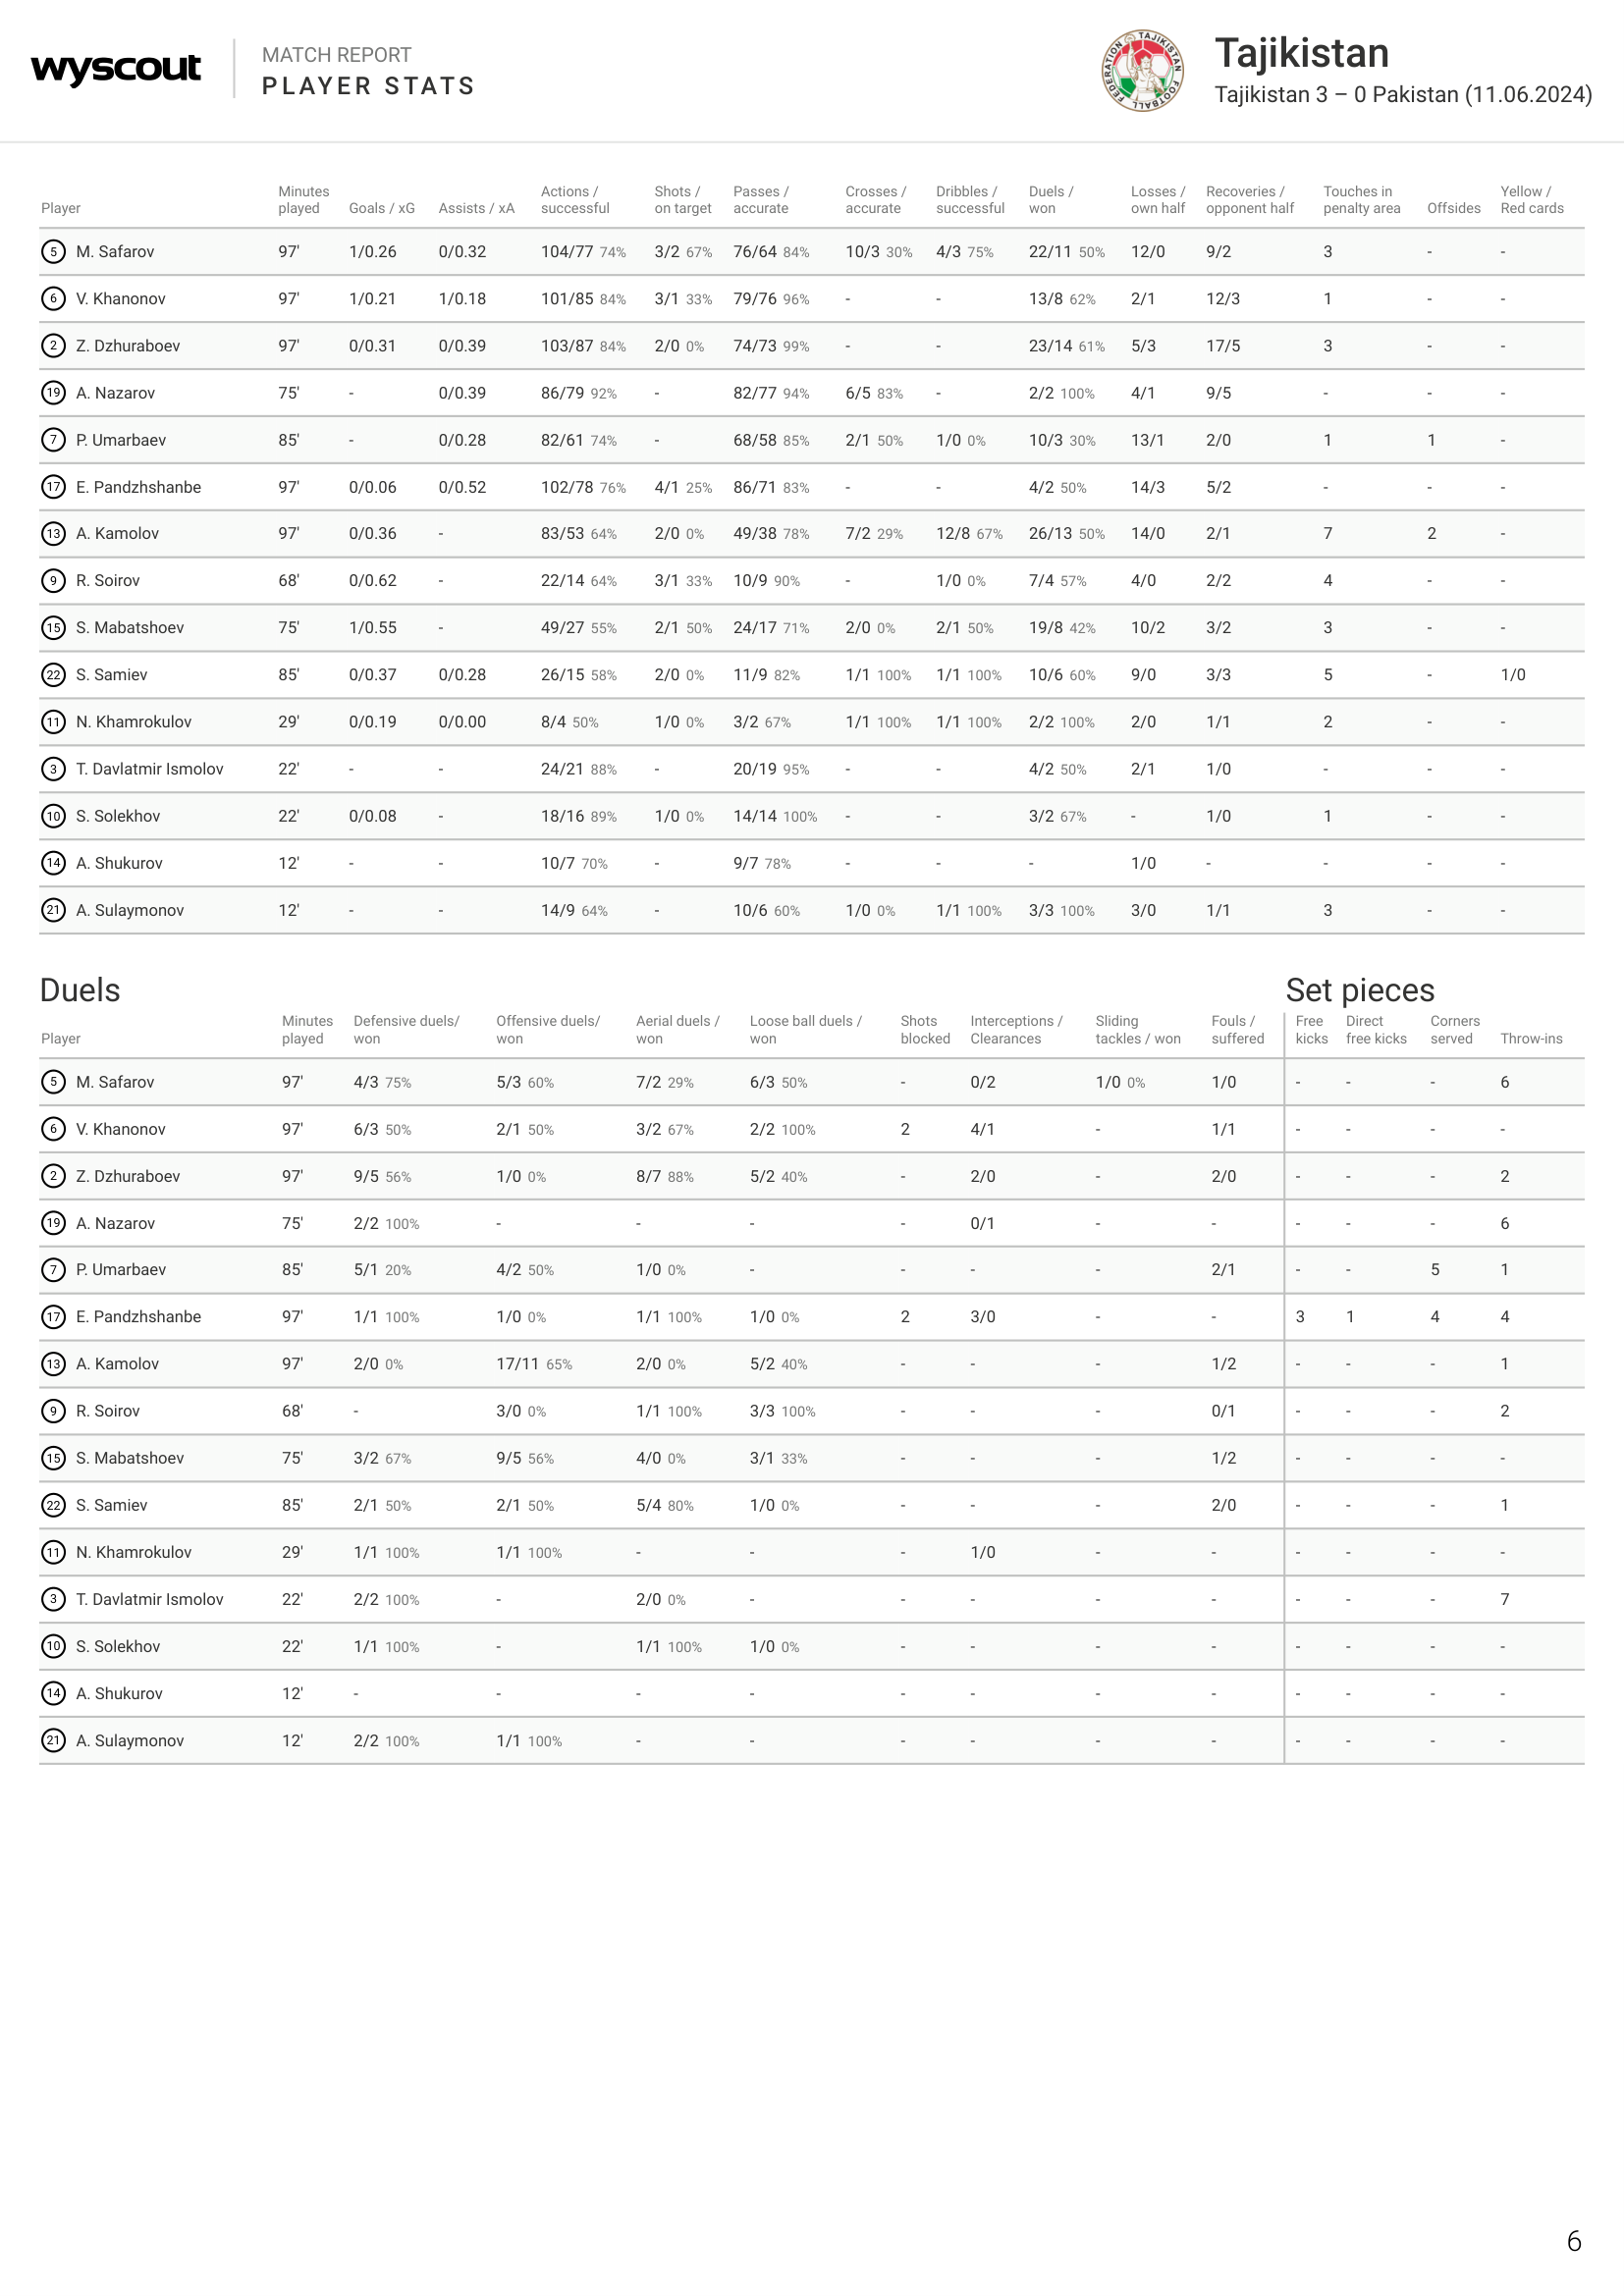 wyscout
MATCH REPORT
PLAYER STATS
TAJIKISTAN FOOTBALL FEDERATION
Tajikistan
Tajikistan 3 – 0 Pakistan (11.06.2024)
Player Minutes played Goals / xG Assists / xA Actions / successful Shots / on target Passes / accurate Crosses / accurate Dribbles / successful Duels / won Losses / own half Recoveries / opponent half Touches in penalty area Offsides Yellow / Red cards
5 M. Safarov 97' 1/0.26 0/0.32 104/77 74% 3/2 67% 76/64 84% 10/3 30% 4/3 75% 22/11 50% 12/0 9/2 3 - -
6 V. Khanonov 97' 1/0.21 1/0.18 101/85 84% 3/1 33% 79/76 96% - - 13/8 62% 2/1 12/3 1 - -
2 Z. Dzhuraboev 97' 0/0.31 0/0.39 103/87 84% 2/0 0% 74/73 99% - - 23/14 61% 5/3 17/5 3 - -
19 A. Nazarov 75' - 0/0.39 86/79 92% - 82/77 94% 6/5 83% - 2/2 100% 4/1 9/5 - - -
7 P. Umarbaev 85' - 0/0.28 82/61 74% - 68/58 85% 2/1 50% 1/0 0% 10/3 30% 13/1 2/0 1 1 -
17 E. Pandzhshanbe 97' 0/0.06 0/0.52 102/78 76% 4/1 25% 86/71 83% - - 4/2 50% 14/3 5/2 - - -
13 A. Kamolov 97' 0/0.36 - 83/53 64% 2/0 0% 49/38 78% 7/2 29% 12/8 67% 26/13 50% 14/0 2/1 7 2 -
9 R. Soirov 68' 0/0.62 - 22/14 64% 3/1 33% 10/9 90% - 1/0 0% 7/4 57% 4/0 2/2 4 - -
15 S. Mabatshoev 75' 1/0.55 - 49/27 55% 2/1 50% 24/17 71% 2/0 0% 2/1 50% 19/8 42% 10/2 3/2 3 - -
22 S. Samiev 85' 0/0.37 0/0.28 26/15 58% 2/0 0% 11/9 82% 1/1 100% 1/1 100% 10/6 60% 9/0 3/3 5 - 1/0
11 N. Khamrokulov 29' 0/0.19 0/0.00 8/4 50% 1/0 0% 3/2 67% 1/1 100% 1/1 100% 2/2 100% 2/0 1/1 2 - -
3 T. Davlatmir Ismolov 22' - - 24/21 88% - 20/19 95% - - 4/2 50% 2/1 1/0 - - -
10 S. Solekhov 22' 0/0.08 - 18/16 89% 1/0 0% 14/14 100% - - 3/2 67% - 1/0 1 - -
14 A. Shukurov 12' - - 10/7 70% - 9/7 78% - - - 1/0 - - - -
21 A. Sulaymonov 12' - - 14/9 64% - 10/6 60% 1/0 0% 1/1 100% 3/3 100% 3/0 1/1 3 - -
Duels Set pieces
Player Minutes played Defensive duels/ won Offensive duels/ won Aerial duels / won Loose ball duels / won Shots blocked Interceptions / Clearances Sliding tackles / won Fouls / suffered Free kicks Direct free kicks Corners served Throw-ins
5 M. Safarov 97' 4/3 75% 5/3 60% 7/2 29% 6/3 50% - 0/2 1/0 0% 1/0 - - - 6
6 V. Khanonov 97' 6/3 50% 2/1 50% 3/2 67% 2/2 100% 2 4/1 - 1/1 - - - -
2 Z. Dzhuraboev 97' 9/5 56% 1/0 0% 8/7 88% 5/2 40% - 2/0 - 2/0 - - - 2
19 A. Nazarov 75' 2/2 100% - - - - 0/1 - - - - - 6
7 P. Umarbaev 85' 5/1 20% 4/2 50% 1/0 0% - - - - 2/1 - - 5 1
17 E. Pandzhshanbe 97' 1/1 100% 1/0 0% 1/1 100% 1/0 0% 2 3/0 - - 3 1 4 4
13 A. Kamolov 97' 2/0 0% 17/11 65% 2/0 0% 5/2 40% - - - 1/2 - - - 1
9 R. Soirov 68' - 3/0 0% 1/1 100% 3/3 100% - - - 0/1 - - - 2
15 S. Mabatshoev 75' 3/2 67% 9/5 56% 4/0 0% 3/1 33% - - - 1/2 - - - -
22 S. Samiev 85' 2/1 50% 2/1 50% 5/4 80% 1/0 0% - - - 2/0 - - - 1
11 N. Khamrokulov 29' 1/1 100% 1/1 100% - - - 1/0 - - - - - -
3 T. Davlatmir Ismolov 22' 2/2 100% - 2/0 0% - - - - - - - - 7
10 S. Solekhov 22' 1/1 100% - 1/1 100% 1/0 0% - - - - - - - -
14 A. Shukurov 12' - - - - - - - - - - - -
21 A. Sulaymonov 12' 2/2 100% 1/1 100% - - - - - - - - - -
6